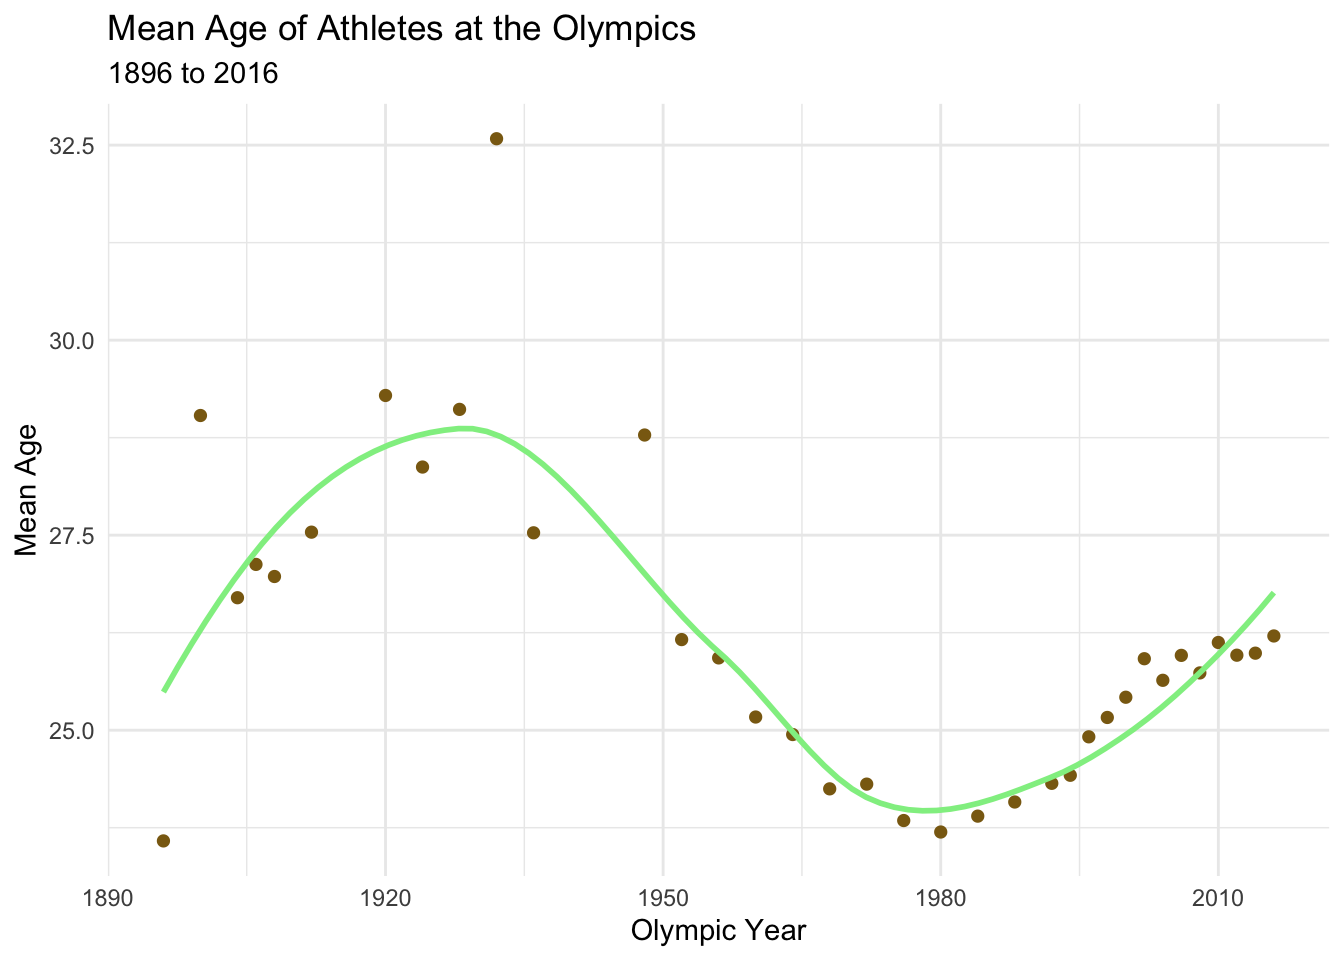 Mean Age of Athletes at the Olympics
1896 to 2016
32.5
30.0
27.5
25.0
Mean Age
1890 1920 1950 1980 2010
Olympic Year